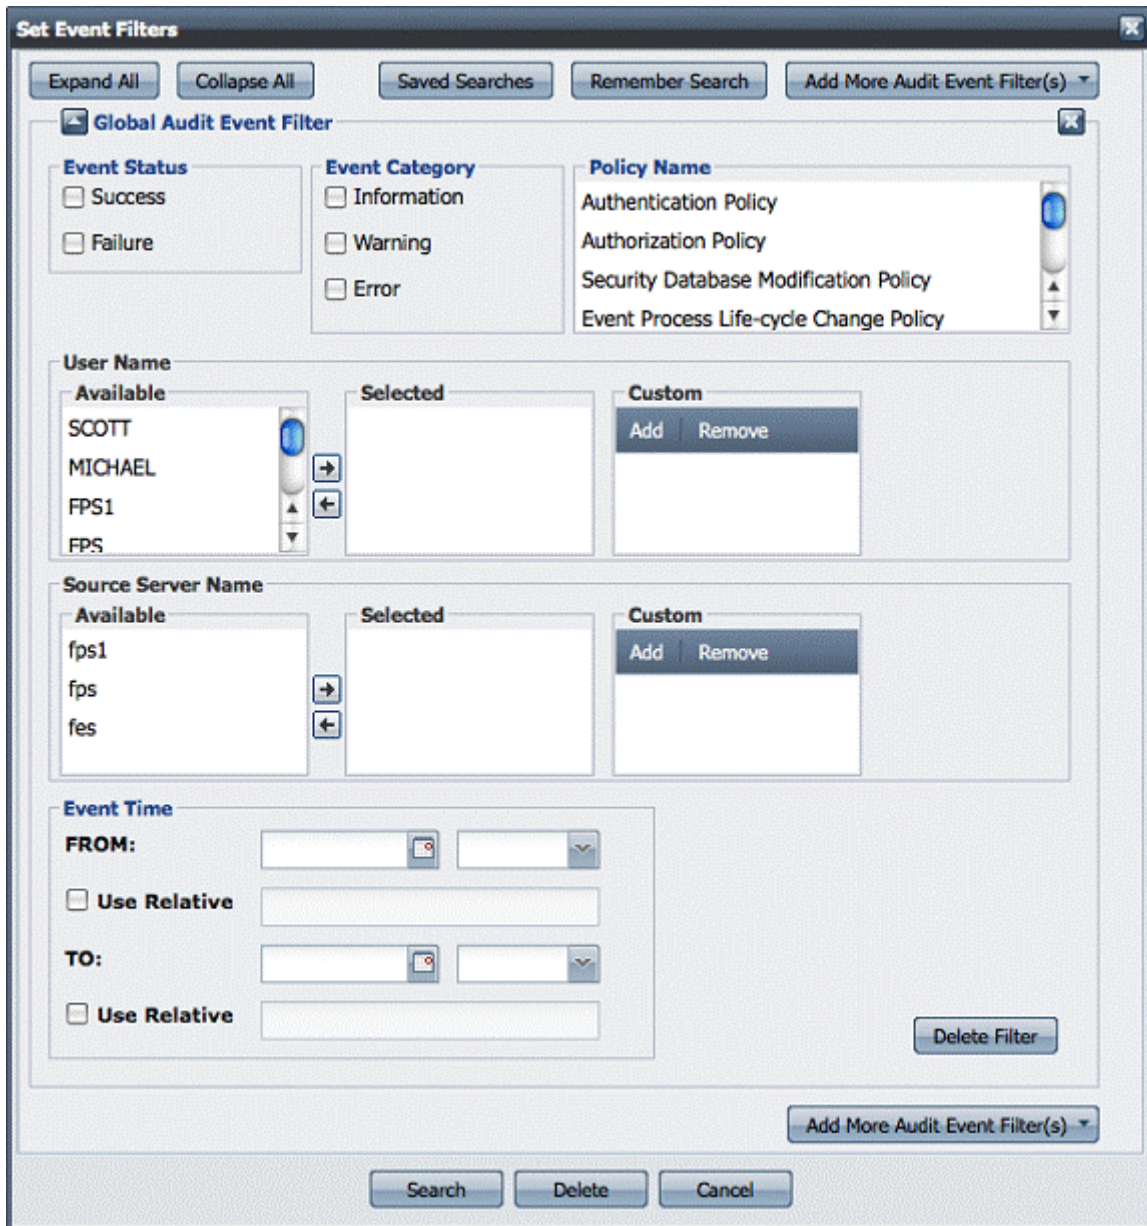 Set Event Filters
Expand All Collapse All Saved Searches Remember Search Add More Audit Event Filter(s)
Global Audit Event Filter
Event Status
Success
Failure
Event Category
Information
Warning
Error
Policy Name
Authentication Policy
Authorization Policy
Security Database Modification Policy
Event Process Life-cycle Change Policy
User Name
Available
SCOTT
MICHAEL
FPS1
FPS
Selected
Custom
Add Remove
Source Server Name
Available
fps1
fps
fes
Selected
Custom
Add Remove
Event Time
FROM:
Use Relative
TO:
Use Relative
Delete Filter
Add More Audit Event Filter(s)
Search Delete Cancel